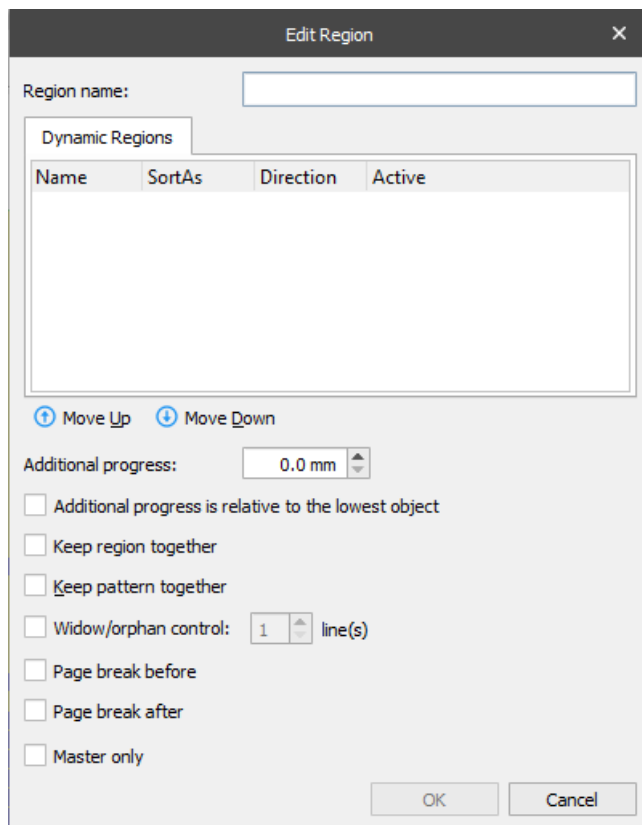 Edit Region
Region name:
Dynamic Regions
Name SortAs Direction Active
Move Up Move Down
Additional progress: 0.0 mm
Additional progress is relative to the lowest object
Keep region together
Keep pattern together
Widow/orphan control: 1 line(s)
Page break before
Page break after
Master only
OK Cancel